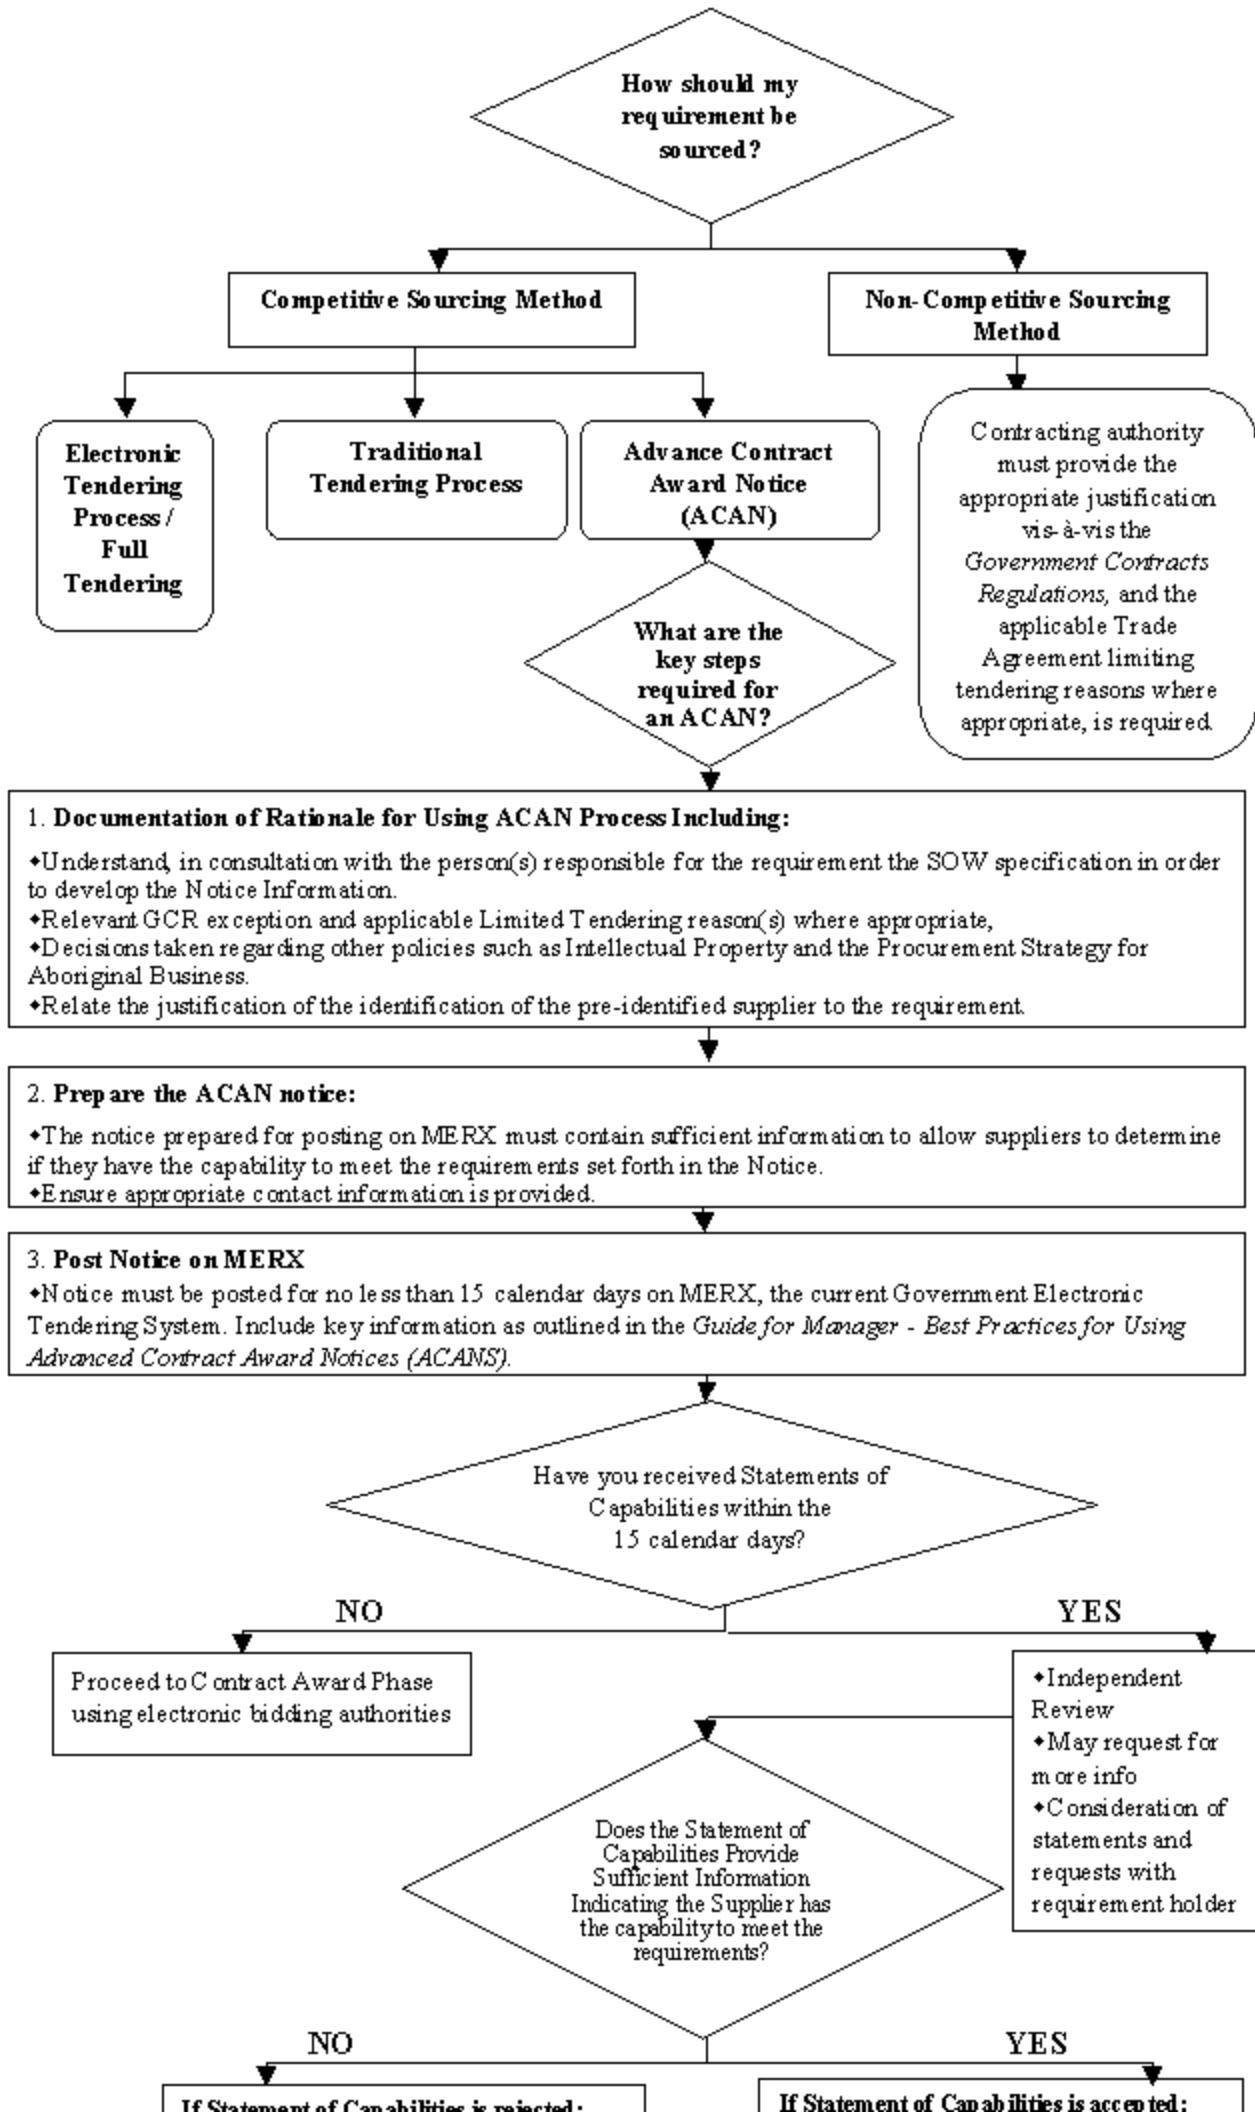 How should my
requirement be
sourced?
Competitive Sourcing Method
Non-Competitive Sourcing
Method
Electronic
Tendering
Process /
Full
Tendering
Traditional
Tendering Process
Advance Contract
Award Notice
(ACAN)
Contracting authority
must provide the
appropriate justification
vis-à-vis the
Government Contracts
Regulations, and the
applicable Trade
Agreement limiting
tendering reasons where
appropriate, is required.
What are the
key steps
required for
an ACAN?
1. Documentation of Rationale for Using ACAN Process Including:
◆Understand, in consultation with the person(s) responsible for the requirement the SOW specification in order
to develop the Notice Information.
◆Relevant GCR exception and applicable Limited Tendering reason(s) where appropriate,
◆Decisions taken regarding other policies such as Intellectual Property and the Procurement Strategy for
Aboriginal Business.
◆Relate the justification of the identification of the pre-identified supplier to the requirement.
2. Prepare the ACAN notice:
◆The notice prepared for posting on MERX must contain sufficient information to allow suppliers to determine
if they have the capability to meet the requirements set forth in the Notice.
◆Ensure appropriate contact information is provided.
3. Post Notice on MERX
◆Notice must be posted for no less than 15 calendar days on MERX, the current Government Electronic
Tendering System. Include key information as outlined in the Guide for Manager - Best Practices for Using
Advanced Contract Award Notices (ACANS).
Have you received Statements of
Capabilities within the
15 calendar days?
NO
YES
Proceed to Contract Award Phase
using electronic bidding authorities
◆Independent
Review
◆May request for
more info
◆Consideration of
statements and
requests with
requirement holder
Does the Statement of
Capabilities Provide
Sufficient Information
Indicating the Supplier has
the capability to meet the
requirements?
NO
YES
If Statement of Capabilities is rejected:
If Statement of Capabilities is accepted: